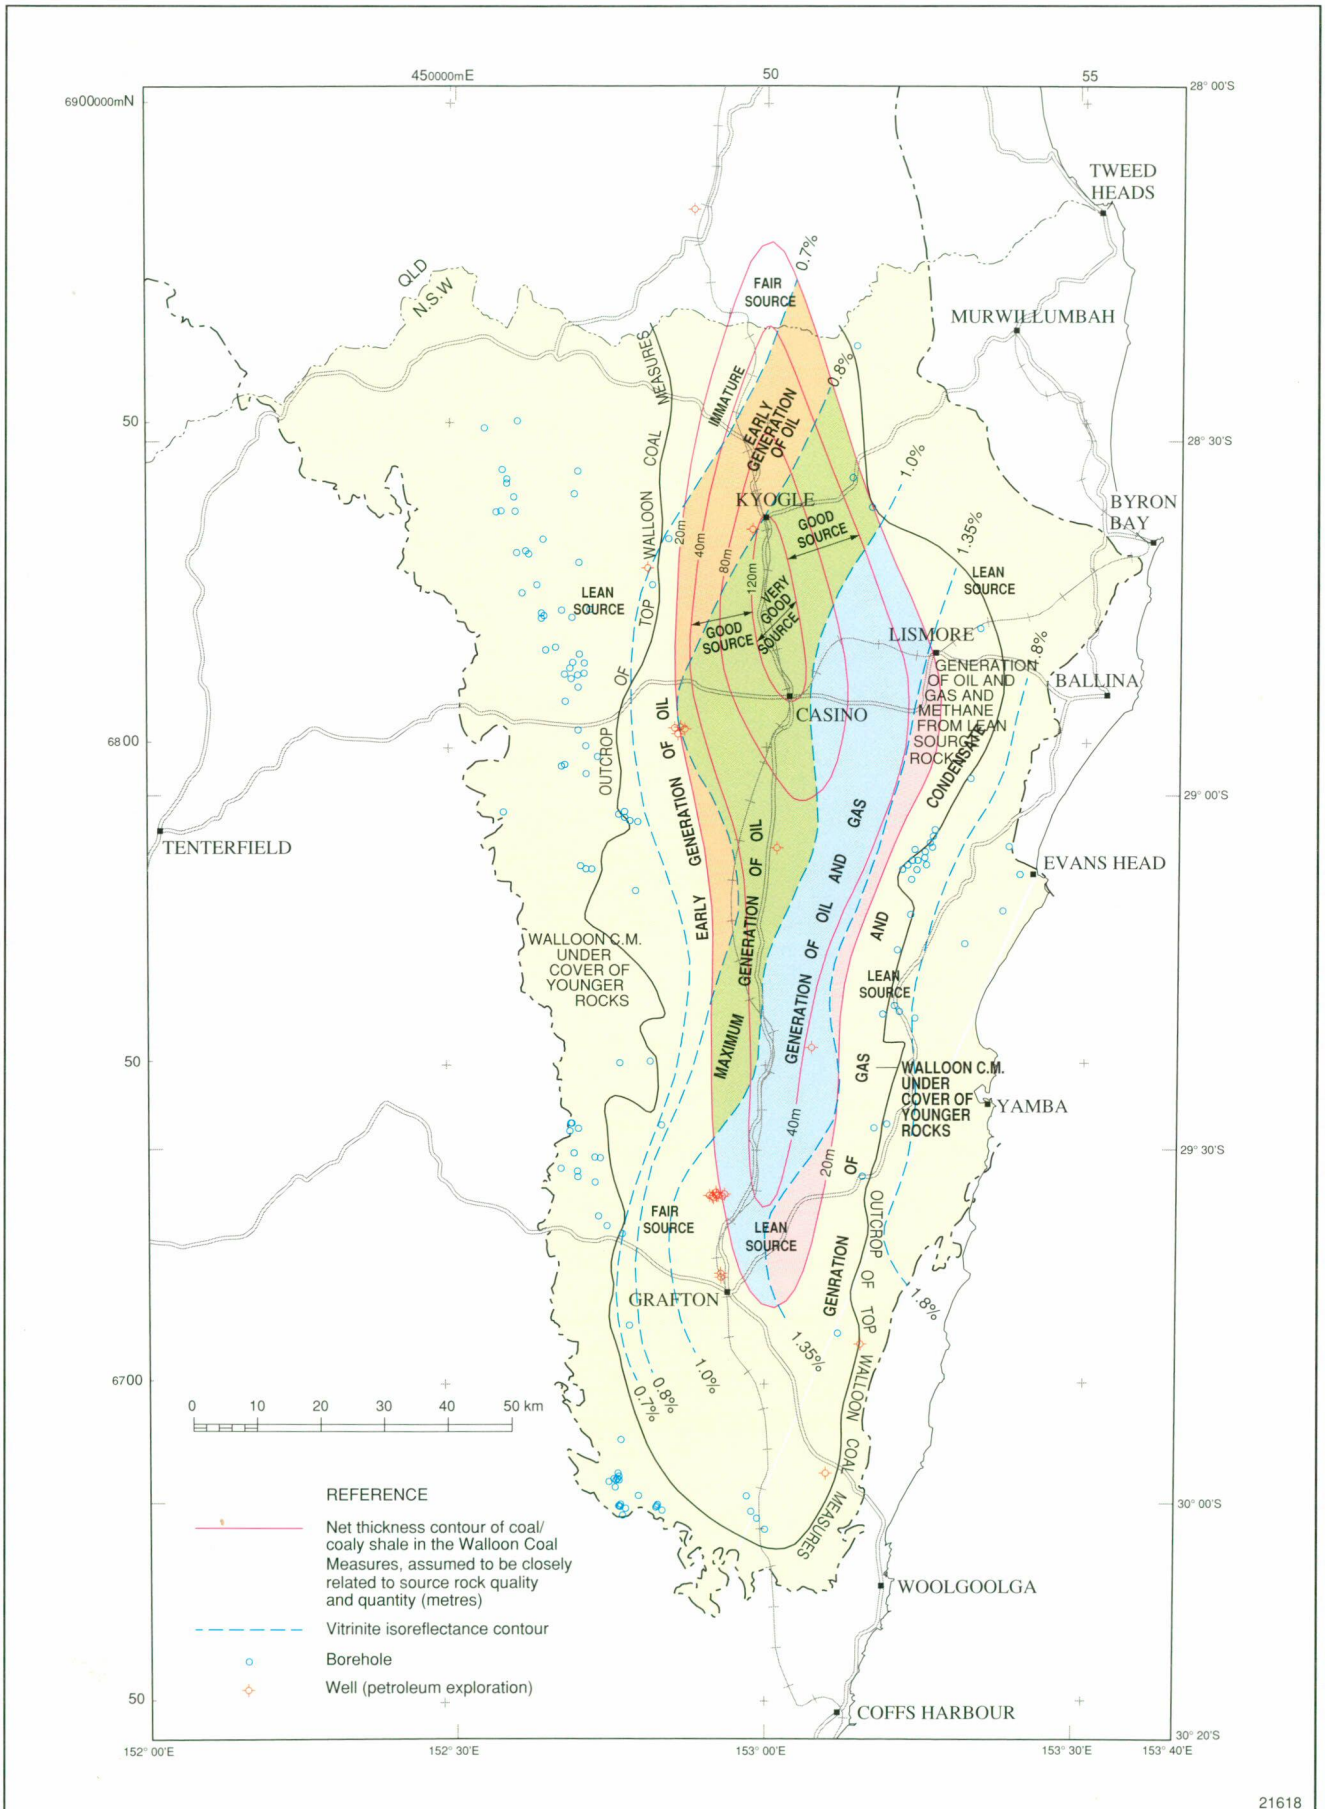 450000mE
50
55
6900000mN
28° 00'S
TWEED
HEADS
0.7%
QLD
N.S.W
FAIR
SOURCE
MURWILLUMBAH
MEASURES
0.8%
IMMATURE
EARLY
GENERATION
OF OIL
50
28° 30'S
COAL
1.0%
KYOGLE
BYRON
BAY
GOOD
SOURCE
WALLOON
20m
40m
80m
120m
1.35%
LEAN
SOURCE
LEAN
SOURCE
VERY
GOOD
SOURCE
TOP
GOOD
SOURCE
LISMORE
1.8%
GENERATION
OF OIL AND
GAS AND
METHANE
FROM LEAN
SOURCE
ROCKS
BALLINA
OF
CASINO
OUTCROP
6800
EARLY GENERATION OF OIL
CONDENSATE
29° 00'S
TENTERFIELD
EVANS HEAD
MAXIMUM GENERATION OF OIL
GENERATION OF OIL AND GAS
AND
WALLOON C.M.
UNDER
COVER OF
YOUNGER
ROCKS
LEAN
SOURCE
50
GAS
WALLOON C.M.
UNDER
COVER OF
YOUNGER
ROCKS
YAMBA
40m
20m
29° 30'S
OF
FAIR
SOURCE
LEAN
SOURCE
GENRATION
OUTCROP OF TOP WALLOON COAL MEASURES
GRAFTON
1.8%
1.35%
1.0%
0.8%
0.7%
6700
0 10 20 30 40 50 km
REFERENCE
30° 00'S
Net thickness contour of coal/
coaly shale in the Walloon Coal
Measures, assumed to be closely
related to source rock quality
and quantity (metres)
WOOLGOOLGA
Vitrinite isoreflectance contour
Borehole
Well (petroleum exploration)
50
COFFS HARBOUR
30° 20'S
152° 00'E
152° 30'E
153° 00'E
153° 30'E
153° 40'E
21618